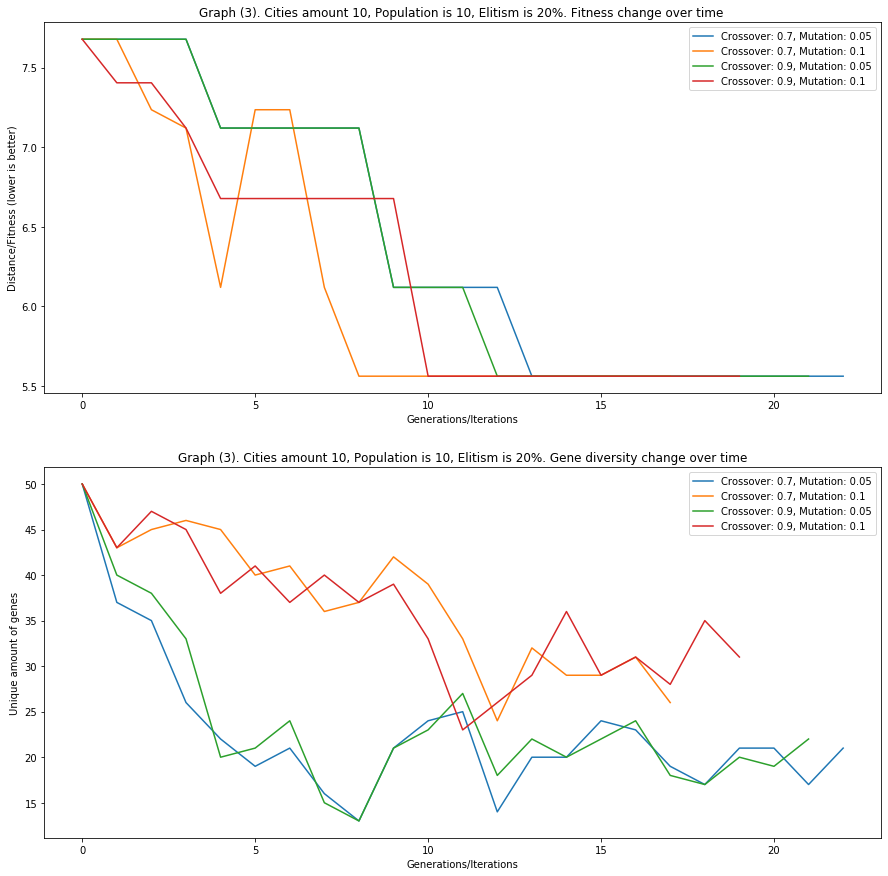 Graph (3). Cities amount 10, Population is 10, Elitism is 20%. Fitness change over time
Crossover: 0.7, Mutation: 0.05
Crossover: 0.7, Mutation: 0.1
Crossover: 0.9, Mutation: 0.05
Crossover: 0.9, Mutation: 0.1
Distance/Fitness (lower is better)
7.5
7.0
6.5
6.0
5.5
0 5 10 15 20
Generations/Iterations
Graph (3). Cities amount 10, Population is 10, Elitism is 20%. Gene diversity change over time
Crossover: 0.7, Mutation: 0.05
Crossover: 0.7, Mutation: 0.1
Crossover: 0.9, Mutation: 0.05
Crossover: 0.9, Mutation: 0.1
Unique amount of genes
50
45
40
35
30
25
20
15
0 5 10 15 20
Generations/Iterations